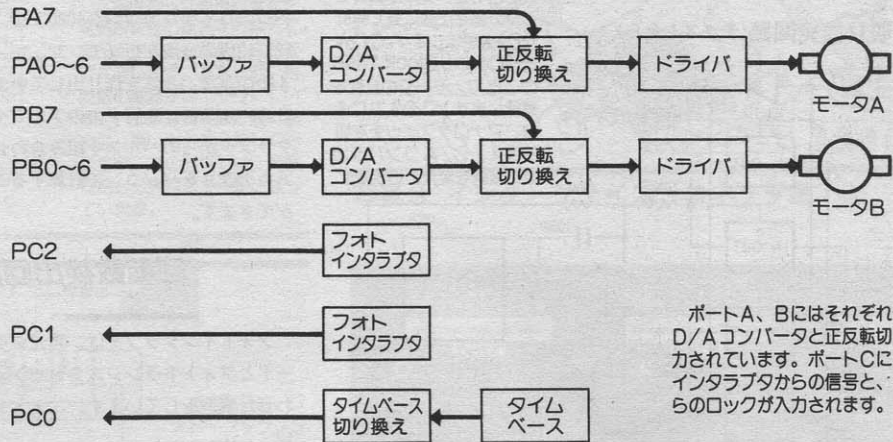 PA7
PA0～6
バッファ
D/A
コンバータ
正反転
切り換え
ドライバ
モータA
PB7
PB0～6
バッファ
D/A
コンバータ
正反転
切り換え
ドライバ
モータB
PC2
フォト
インタラプタ
PC1
フォト
インタラプタ
PC0
タイムベース
切り換え
タイム
ベース
ポートA、Bにはそれぞれ
D/Aコンバータと正反転切
力されています。ポートCに
インタラプタからの信号と、
らのロックが入力されます。